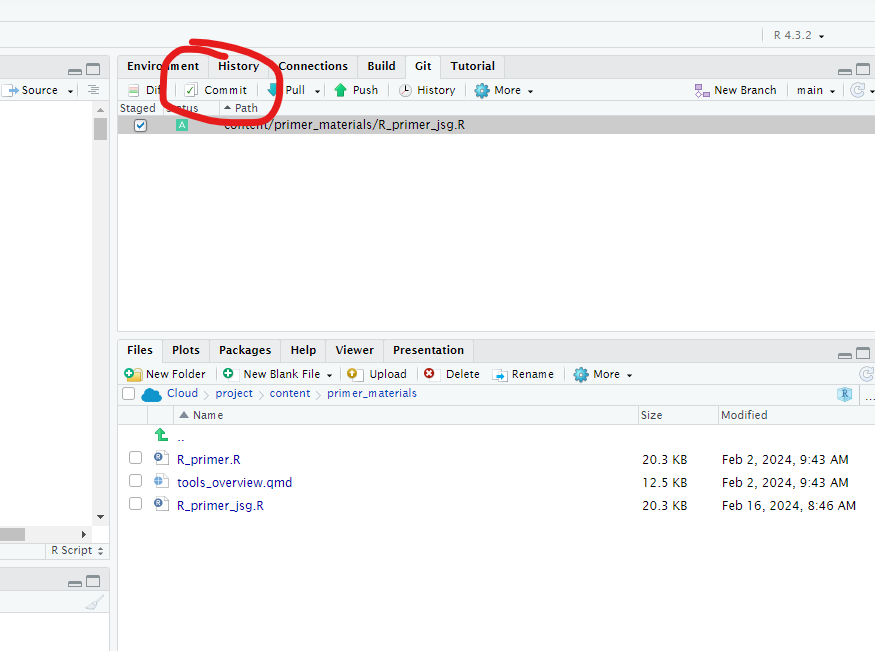 R 4.3.2
Environment History Connections Build Git Tutorial
Source
Commit Pull Push History More New Branch main
Staged Path
A content/primer_materials/R_primer_jsg.R
Files Plots Packages Help Viewer Presentation
New Folder New Blank File Upload Delete Rename More
Cloud project content primer_materials R ...
Name Size Modified
..
R_primer.R 20.3 KB Feb 2, 2024, 9:43 AM
tools_overview.qmd 12.5 KB Feb 2, 2024, 9:43 AM
R_primer_jsg.R 20.3 KB Feb 16, 2024, 8:46 AM
R Script